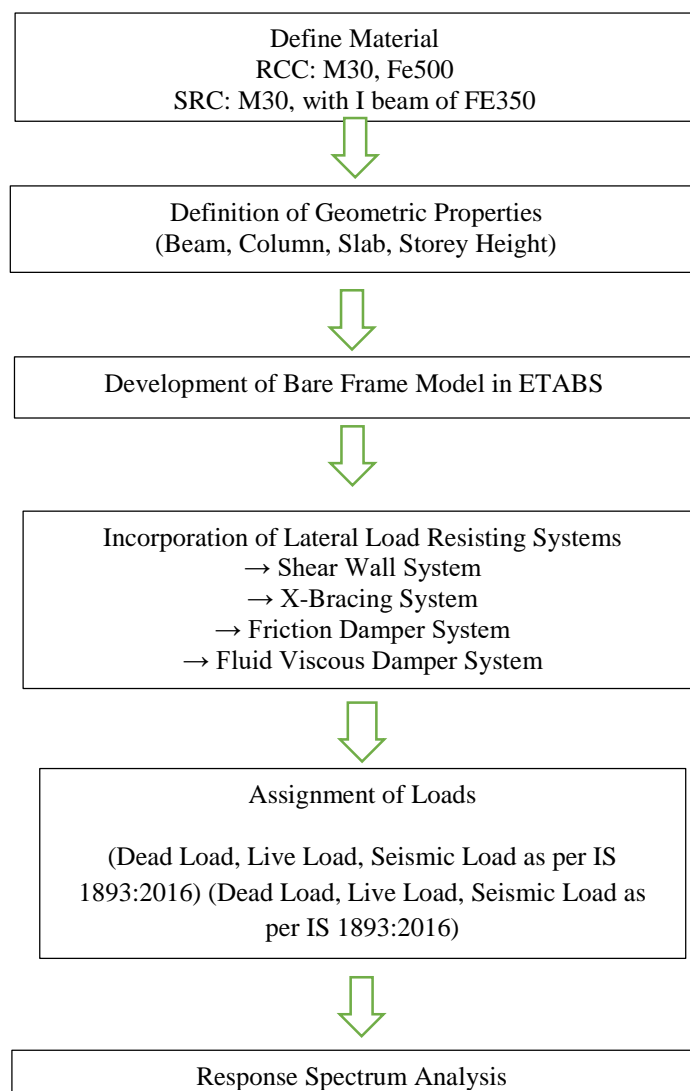 Define Material
RCC: M30, Fe500
SRC: M30, with I beam of FE350
Definition of Geometric Properties
(Beam, Column, Slab, Storey Height)
Development of Bare Frame Model in ETABS
Incorporation of Lateral Load Resisting Systems
→ Shear Wall System
→ X-Bracing System
→ Friction Damper System
→ Fluid Viscous Damper System
Assignment of Loads
(Dead Load, Live Load, Seismic Load as per IS
1893:2016) (Dead Load, Live Load, Seismic Load as
per IS 1893:2016)
Response Spectrum Analysis